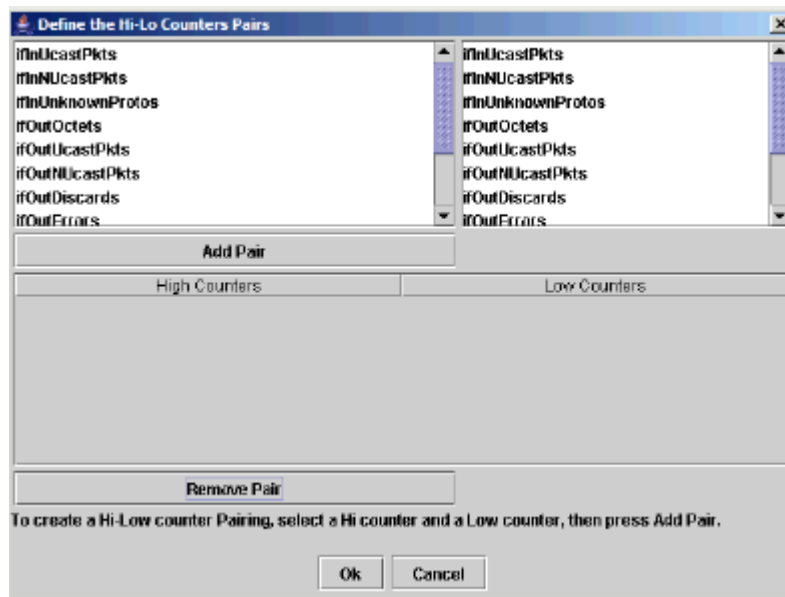 Define the Hi-Lo Counters Pairs
ifInUcastPkts
ifInNUcastPkts
ifInUnknownProtos
ifOutOctets
ifOutUcastPkts
ifOutNUcastPkts
ifOutDiscards
ifOutErrors
ifInUcastPkts
ifInNUcastPkts
ifInUnknownProtos
ifOutOctets
ifOutUcastPkts
ifOutNUcastPkts
ifOutDiscards
ifOutErrors
Add Pair
High Counters
Low Counters
Remove Pair
To create a Hi-Low counter Pairing, select a Hi counter and a Low counter, then press Add Pair.
Ok
Cancel